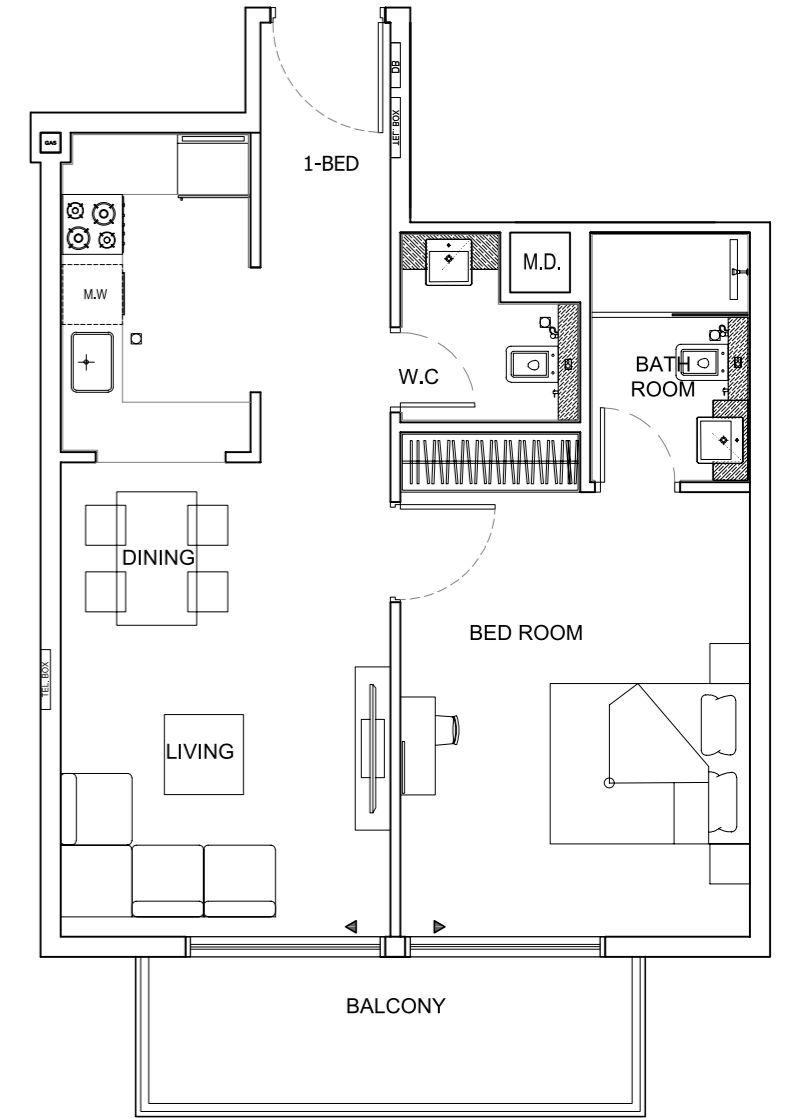 DB
TEL. BOX
1-BED
GAS
M.D.
M.W
W.C
BATH
ROOM
DINING
BED ROOM
TEL. BOX
LIVING
BALCONY